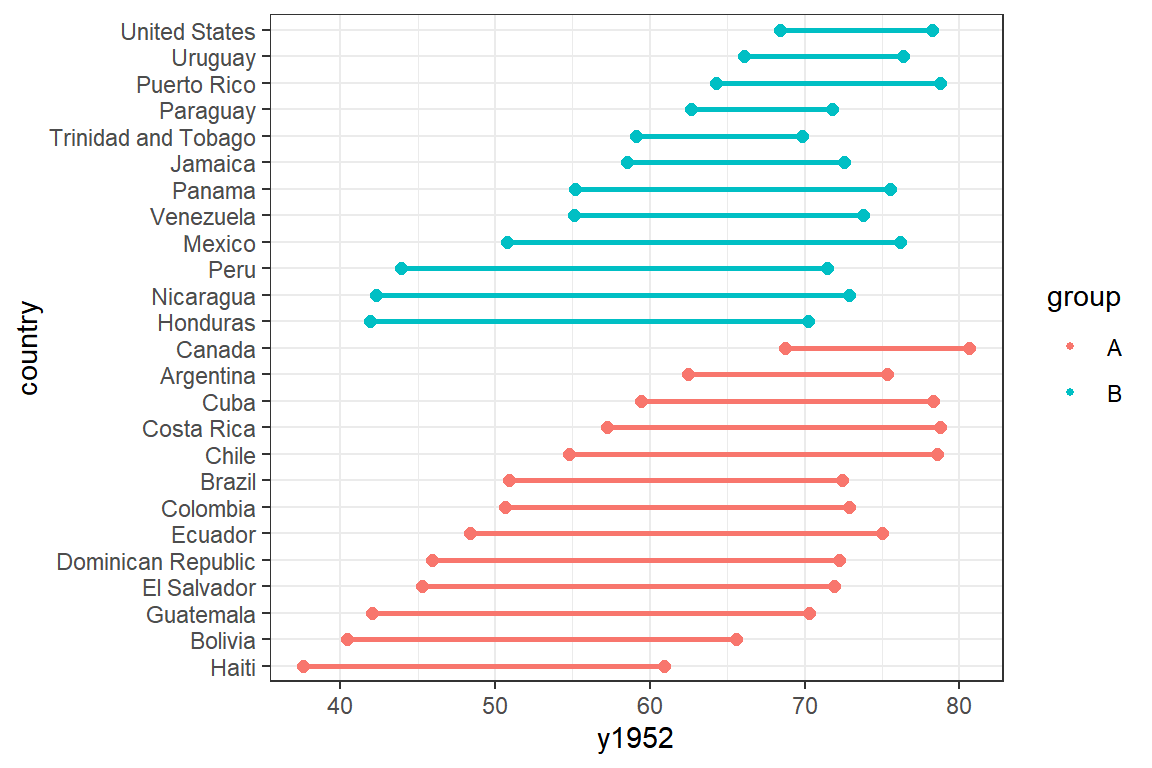 United States
Uruguay
Puerto Rico
Paraguay
Trinidad and Tobago
Jamaica
Panama
Venezuela
Mexico
Peru
Nicaragua
Honduras
Canada
Argentina
Cuba
Costa Rica
Chile
Brazil
Colombia
Ecuador
Dominican Republic
El Salvador
Guatemala
Bolivia
Haiti
country
40 50 60 70 80
y1952
group
A
B